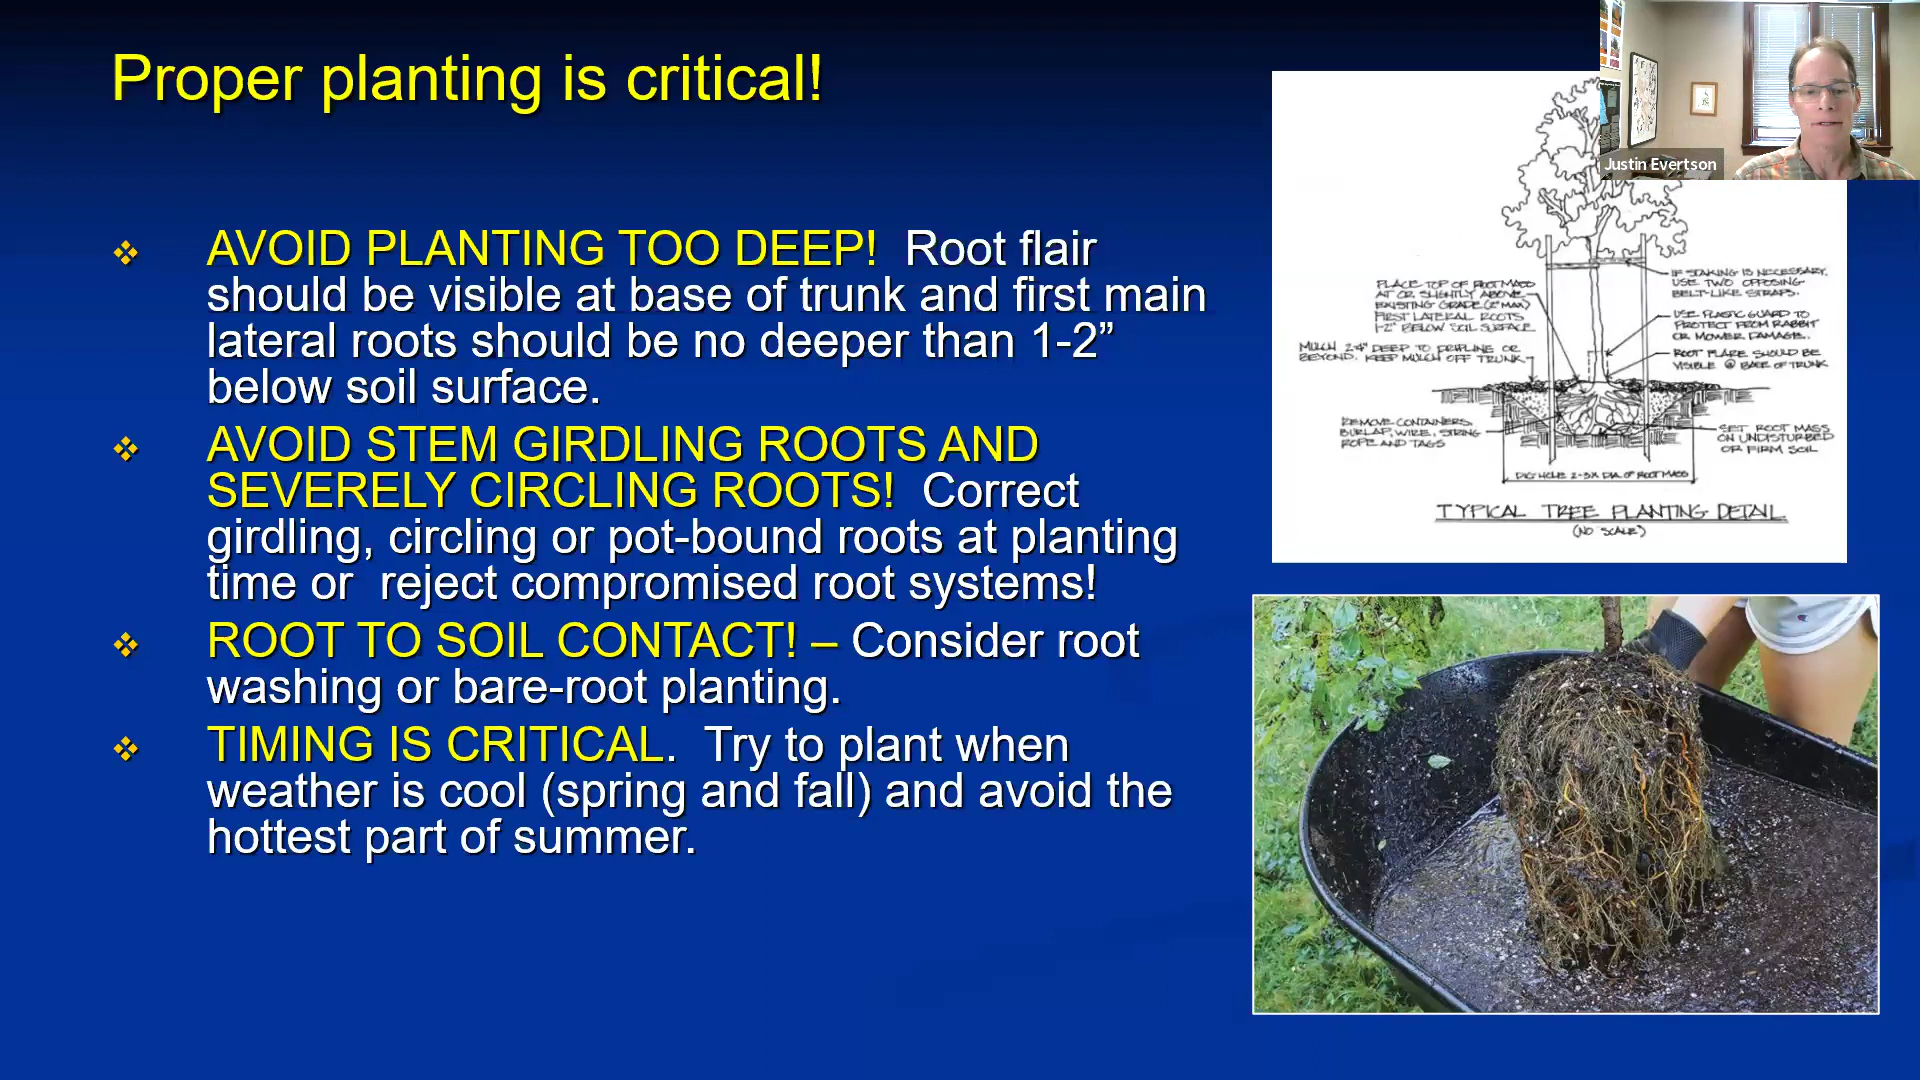 Proper planting is critical!
AVOID PLANTING TOO DEEP! Root flair
should be visible at base of trunk and first main
lateral roots should be no deeper than 1-2”
below soil surface.
AVOID STEM GIRDLING ROOTS AND
SEVERELY CIRCLING ROOTS! Correct
girdling, circling or pot-bound roots at planting
time or reject compromised root systems!
ROOT TO SOIL CONTACT! – Consider root
washing or bare-root planting.
TIMING IS CRITICAL. Try to plant when
weather is cool (spring and fall) and avoid the
hottest part of summer.
Justin Evertson
IF STAKING IS NECESSARY,
USE TWO OPPOSING
BELT-LIKE STRAPS.
PLACE TOP OF ROOT MASS
AT OR SLIGHTLY ABOVE
EXISTING GRADE (2" MAX)
FIRST LATERAL ROOTS
1-2" BELOW SOIL SURFACE
USE PLASTIC GUARD TO
PROTECT FROM RABBIT
OR MOWER DAMAGE.
MULCH 2-4" DEEP TO DRIPLINE OR
BEYOND. KEEP MULCH OFF TRUNK
ROOT FLARE SHOULD BE
VISIBLE @ BASE OF TRUNK
REMOVE CONTAINERS,
BURLAP, WIRE, STRING
ROPE AND TAGS
SET ROOT MASS
ON UNDISTURBED
OR FIRM SOIL
DIG HOLE 2-3X DIA. OF ROOT MASS
TYPICAL TREE PLANTING DETAIL
(NO SCALE)